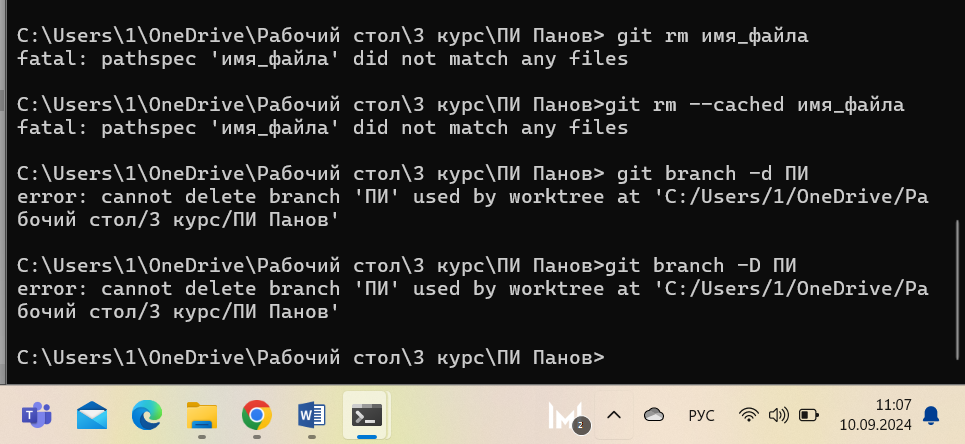 C:\Users\1\OneDrive\Рабочий стол\3 курс\ПИ Панов> git rm имя_файла
fatal: pathspec 'имя_файла' did not match any files
C:\Users\1\OneDrive\Рабочий стол\3 курс\ПИ Панов>git rm --cached имя_файла
fatal: pathspec 'имя_файла' did not match any files
C:\Users\1\OneDrive\Рабочий стол\3 курс\ПИ Панов> git branch -d ПИ
error: cannot delete branch 'ПИ' used by worktree at 'C:/Users/1/OneDrive/Ра
бочий стол/3 курс/ПИ Панов'
C:\Users\1\OneDrive\Рабочий стол\3 курс\ПИ Панов>git branch -D ПИ
error: cannot delete branch 'ПИ' used by worktree at 'C:/Users/1/OneDrive/Ра
бочий стол/3 курс/ПИ Панов'
C:\Users\1\OneDrive\Рабочий стол\3 курс\ПИ Панов>
2
РУС
11:07
10.09.2024